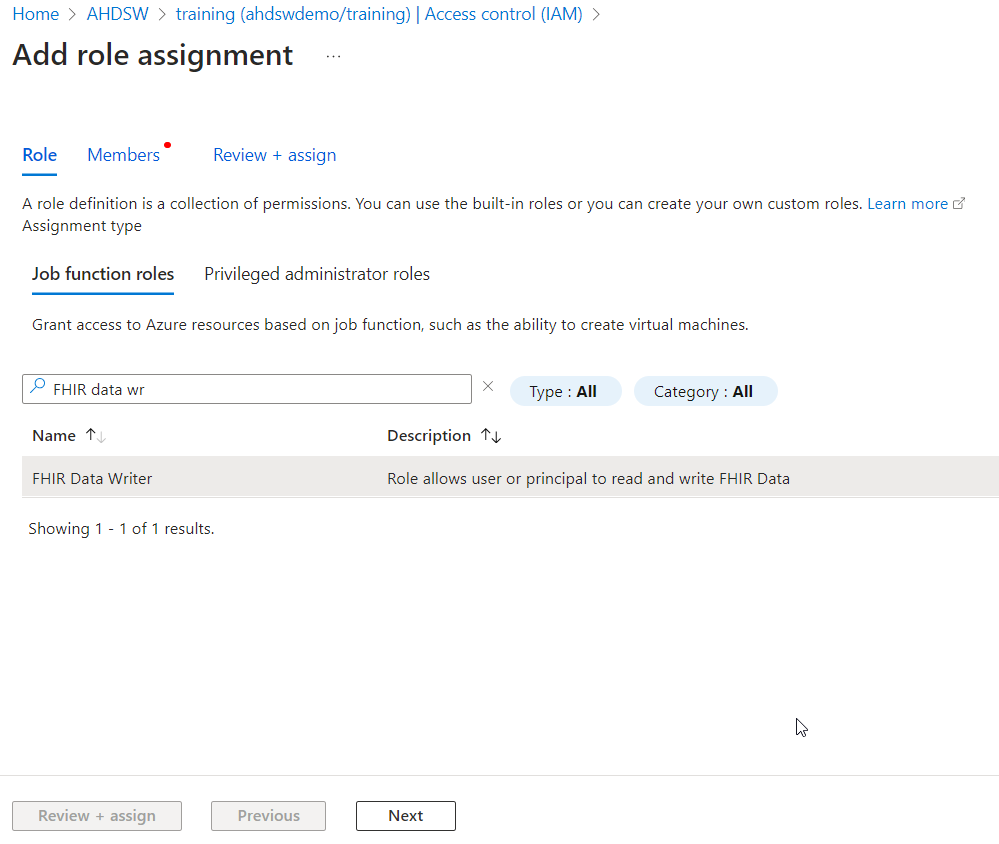 Home > AHDSW > training (ahdswdemo/training) | Access control (IAM) >
Add role assignment ...
Role Members Review + assign
A role definition is a collection of permissions. You can use the built-in roles or you can create your own custom roles. Learn more
Assignment type
Job function roles Privileged administrator roles
Grant access to Azure resources based on job function, such as the ability to create virtual machines.
FHIR data wr Type : All Category : All
Name ↑↓ Description ↑↓
FHIR Data Writer Role allows user or principal to read and write FHIR Data
Showing 1 - 1 of 1 results.
Review + assign Previous Next